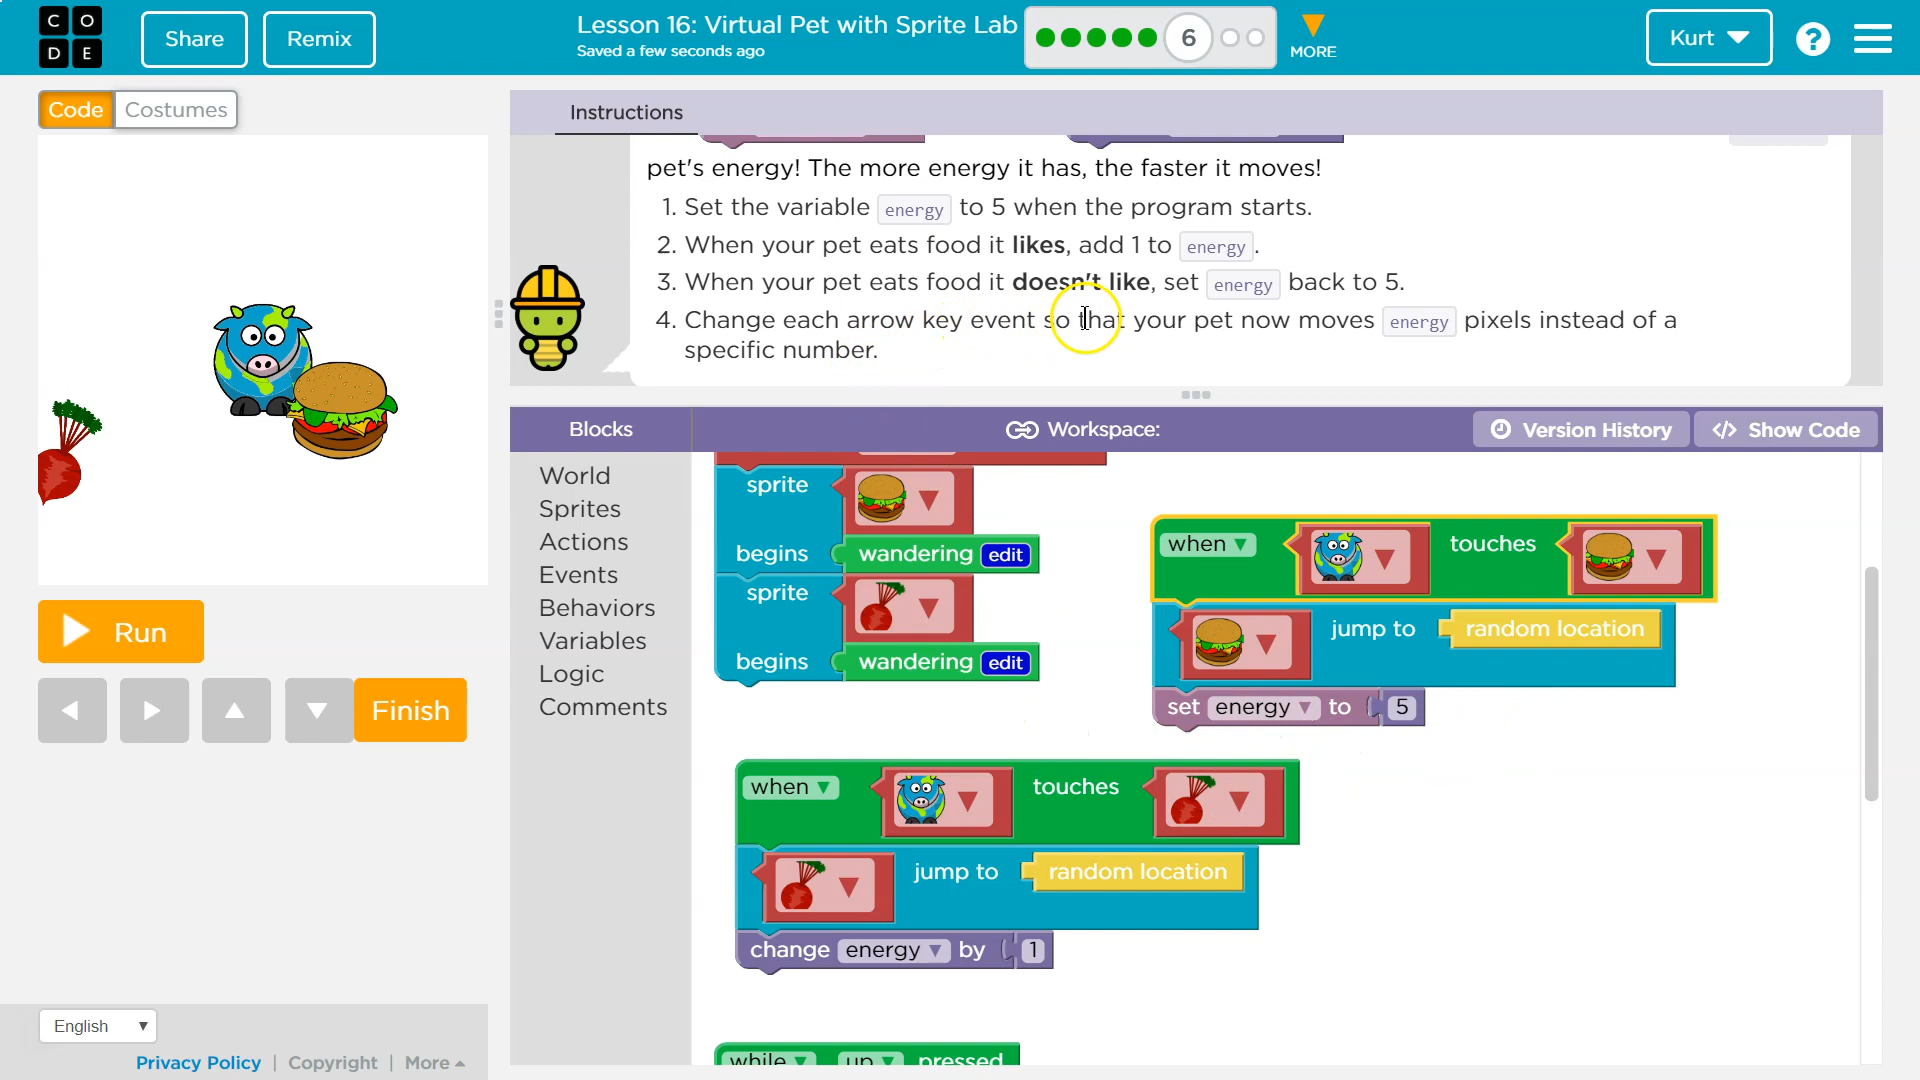 C O
D E
Share
Remix
Lesson 16: Virtual Pet with Sprite Lab
Saved a few seconds ago
6
MORE
Kurt
?
Code
Costumes
Instructions
pet's energy! The more energy it has, the faster it moves!
1. Set the variable energy to 5 when the program starts.
2. When your pet eats food it likes, add 1 to energy.
3. When your pet eats food it doesn't like, set energy back to 5.
4. Change each arrow key event so that your pet now moves energy pixels instead of a
specific number.
Blocks
Workspace:
Version History
</> Show Code
World
Sprites
Actions
Events
Behaviors
Variables
Logic
Comments
sprite
begins wandering edit
sprite
begins wandering edit
when touches
jump to random location
set energy to 5
when touches
jump to random location
change energy by 1
while up pressed
Run
Finish
English
Privacy Policy | Copyright | More